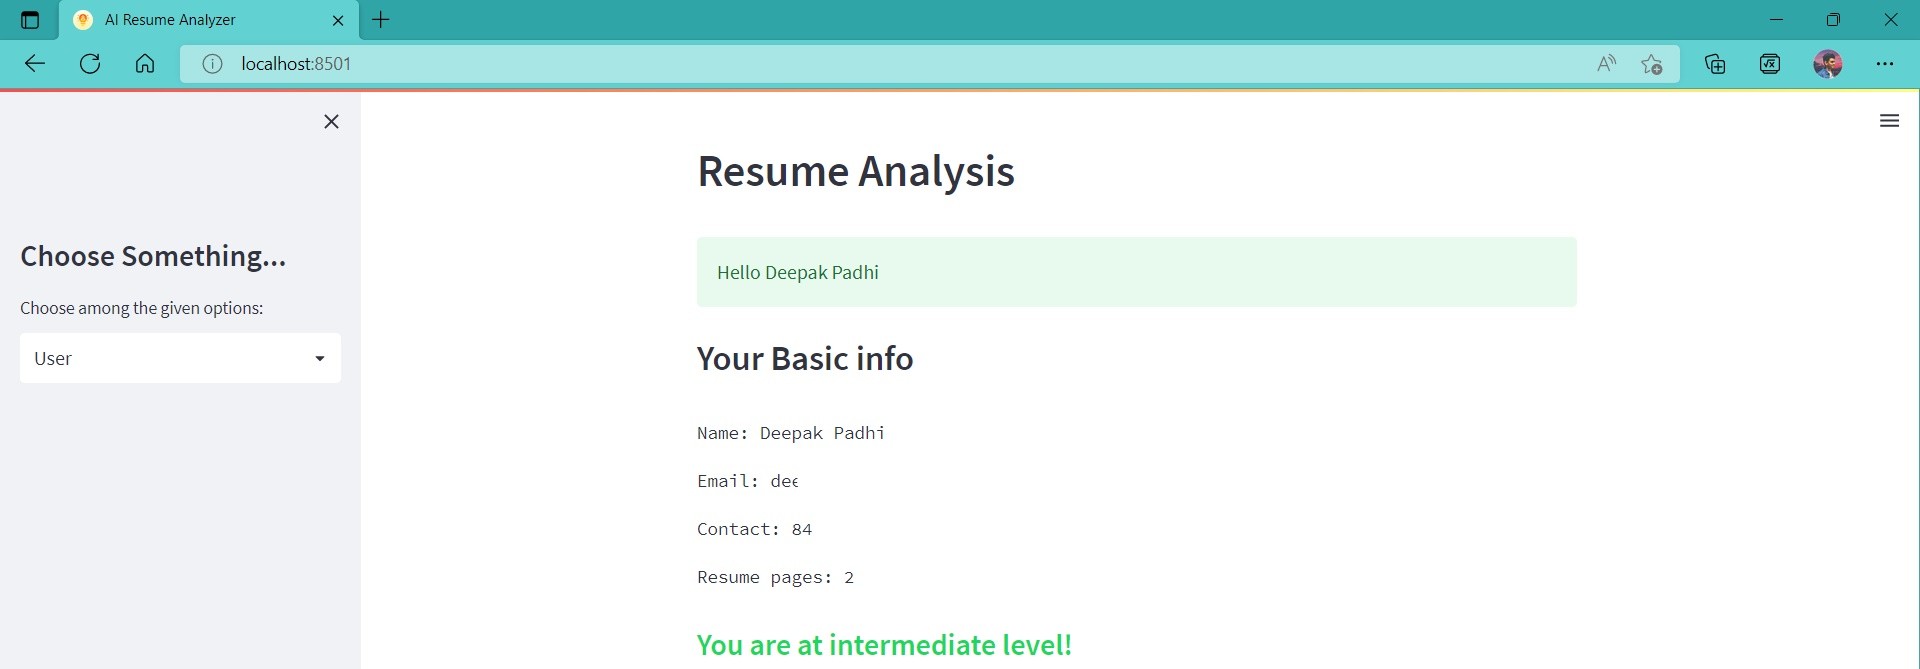 AI Resume Analyzer
localhost:8501
Resume Analysis
Choose Something...
Choose among the given options:
User
Hello Deepak Padhi
Your Basic info
Name: Deepak Padhi
Email: dee
Contact: 84
Resume pages: 2
You are at intermediate level!